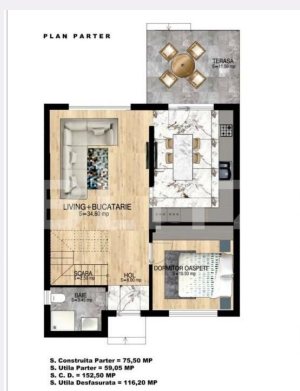 PLAN PARTER
TERASA
LIVING+BUCATARIE
S=34.60 mp
SCARA
HOL
DORMITOR OASPETI
BAIE
S. Construita Parter = 75,50 MP
S. Utila Parter = 59,05 MP
S. C. D. = 152,50 MP
S. Utila Desfasurata = 116,20 MP